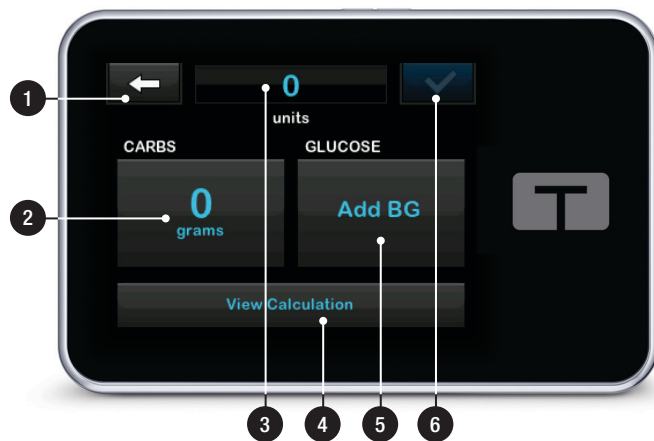 0
units
CARBS
GLUCOSE
0
grams
Add BG
View Calculation
T
1
2
3
4
5
6